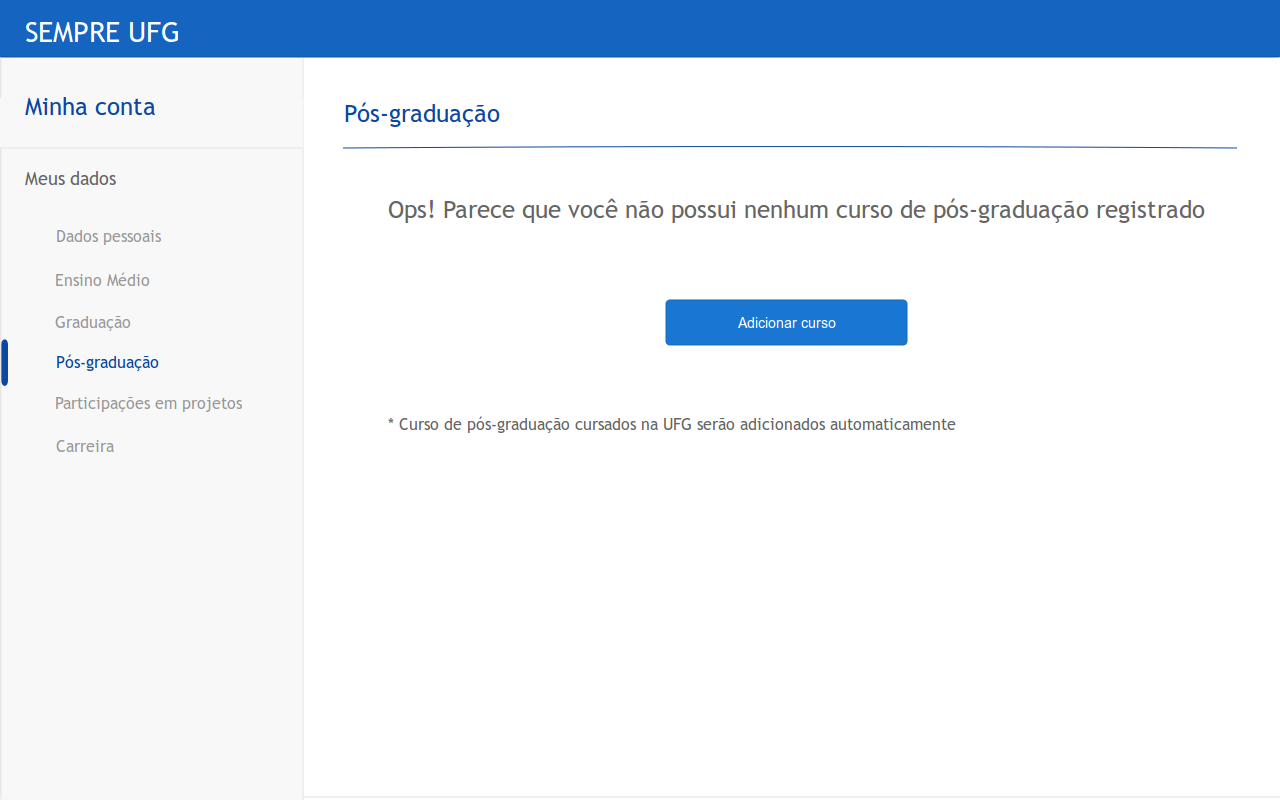 SEMPRE UFG
Minha conta
Meus dados
Dados pessoais
Ensino Médio
Graduação
Pós-graduação
Participações em projetos
Carreira
Pós-graduação
Ops! Parece que você não possui nenhum curso de pós-graduação registrado
Adicionar curso
* Curso de pós-graduação cursados na UFG serão adicionados automaticamente